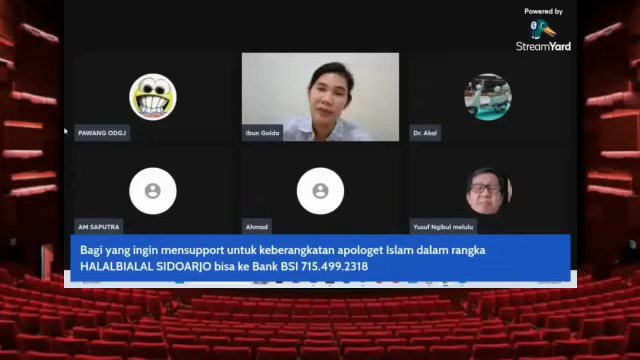 Powered by
StreamYard
PAWANG ODGJ
Ibun Golda
Dr. Akal
AM SAPUTRA
Ahmad
Yusuf Ngibul melulu
Bagi yang ingin mensupport untuk keberangkatan apologet Islam dalam rangka
HALALBIALAL SIDOARJO bisa ke Bank BSI 715.499.2318